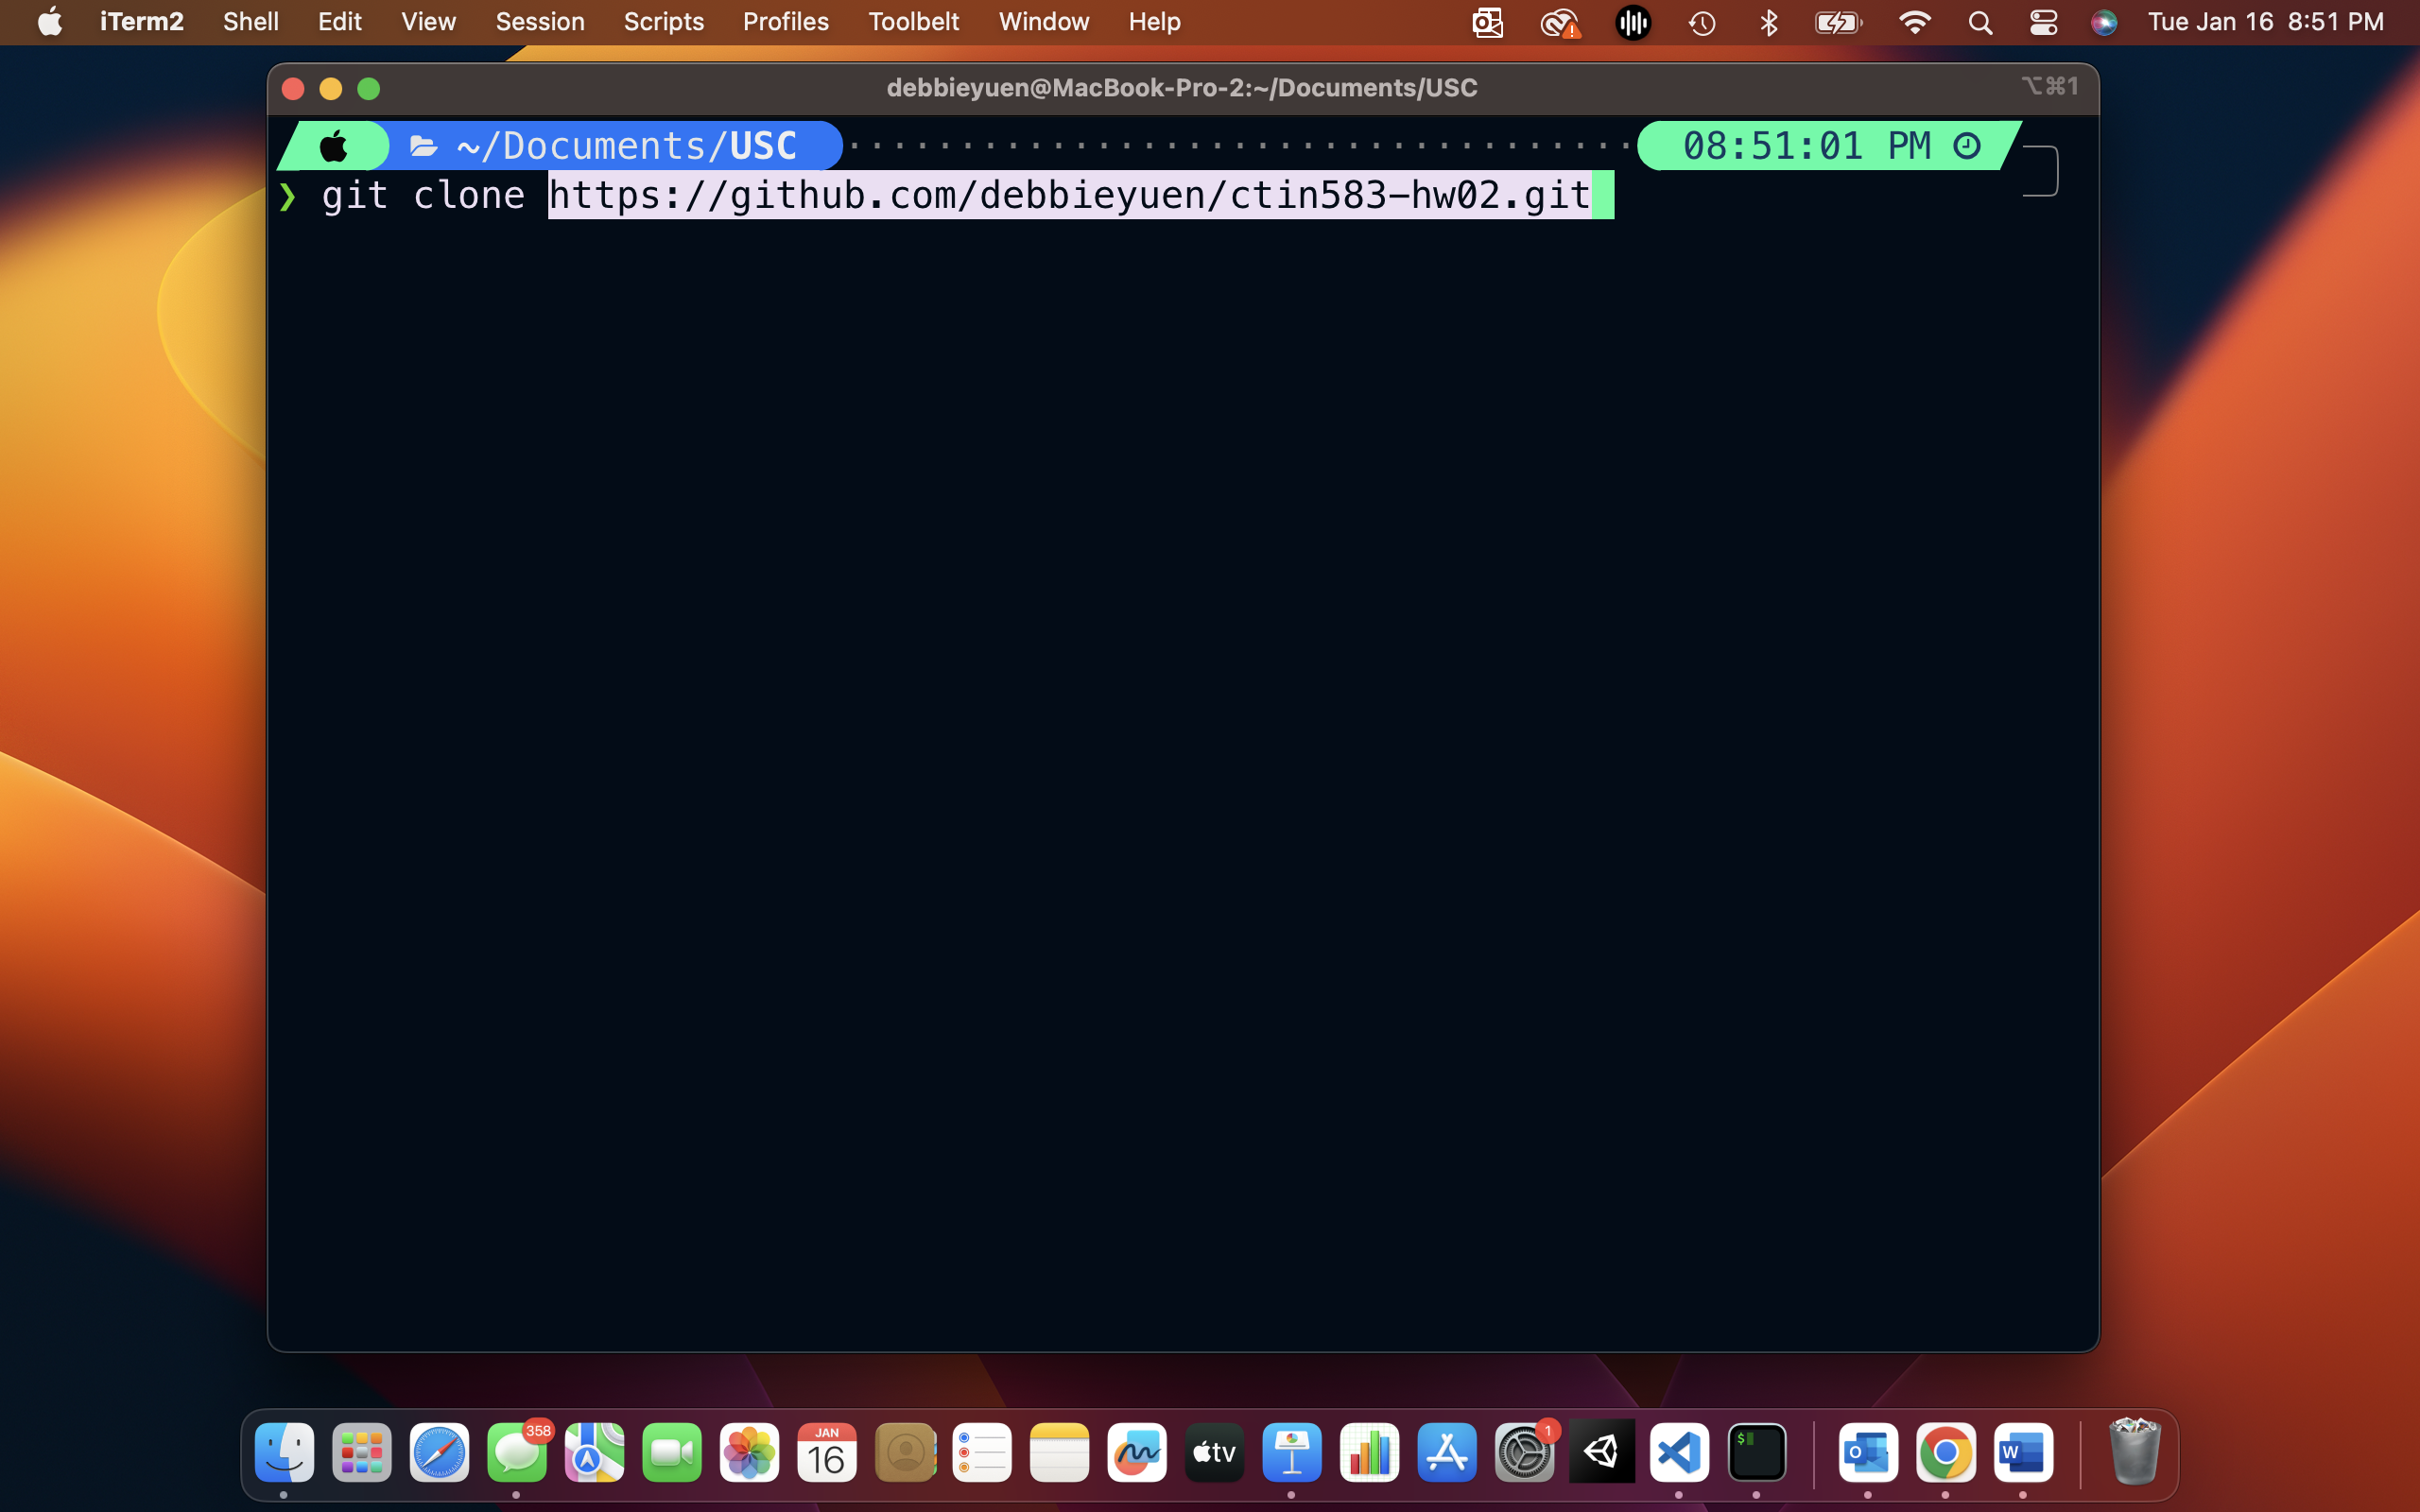 iTerm2 Shell Edit View Session Scripts Profiles Toolbelt Window Help Tue Jan 16 8:51 PM
debbieyuen@MacBook-Pro-2:~/Documents/USC ⌥⌘1
~/Documents/USC 08:51:01 PM
❯ git clone https://github.com/debbieyuen/ctin583-hw02.git
358 JAN 1
16 tv $ O W